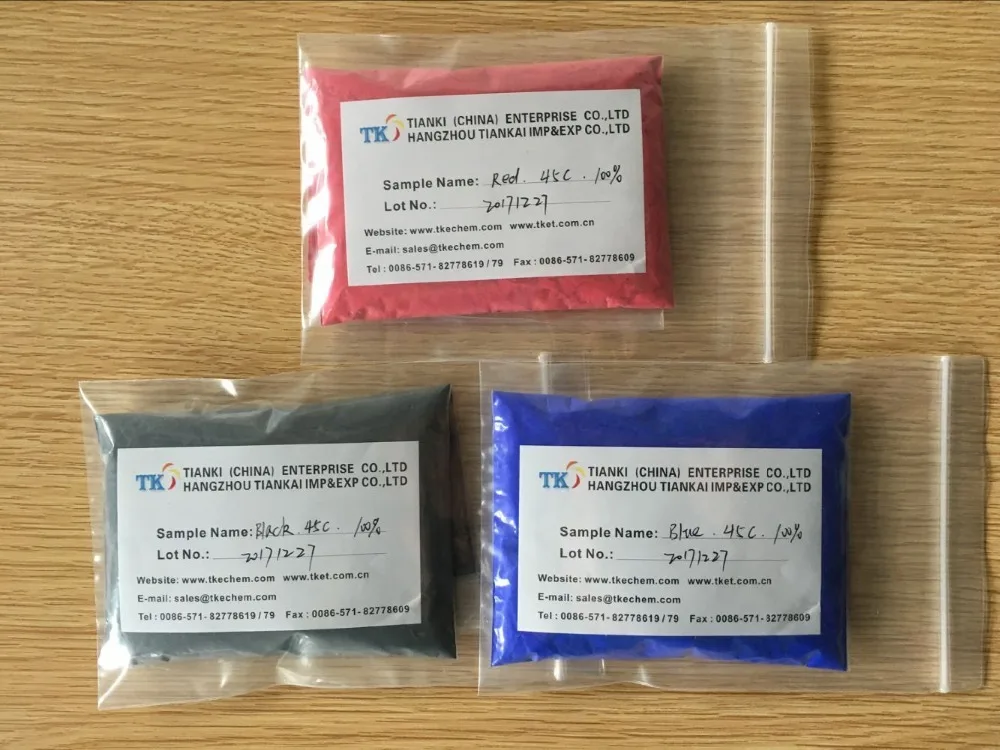 TK
TIANKI (CHINA) ENTERPRISE CO.,LTD
HANGZHOU TIANKAI IMP&EXP CO.,LTD
Sample Name: Red. 45C. 100%
Lot No.: 20171227
Website: www.tkechem.com www.tket.com.cn
E-mail: sales@tkechem.com
Tel : 0086-571- 82778619 / 79 Fax : 0086-571- 82778609
TK
TIANKI (CHINA) ENTERPRISE CO.,LTD
HANGZHOU TIANKAI IMP&EXP CO.,LTD
Sample Name: Black. 45C. 100%
Lot No.: 20171227
Website: www.tkechem.com www.tket.com.cn
E-mail: sales@tkechem.com
Tel : 0086-571- 82778619 / 79 Fax : 0086-571- 82778609
TK
TIANKI (CHINA) ENTERPRISE CO.,LTD
HANGZHOU TIANKAI IMP&EXP CO.,LTD
Sample Name: Blue. 45C. 100%
Lot No.: 20171227
Website: www.tkechem.com www.tket.com.cn
E-mail: sales@tkechem.com
Tel : 0086-571- 82778619 / 79 Fax : 0086-571- 82778609